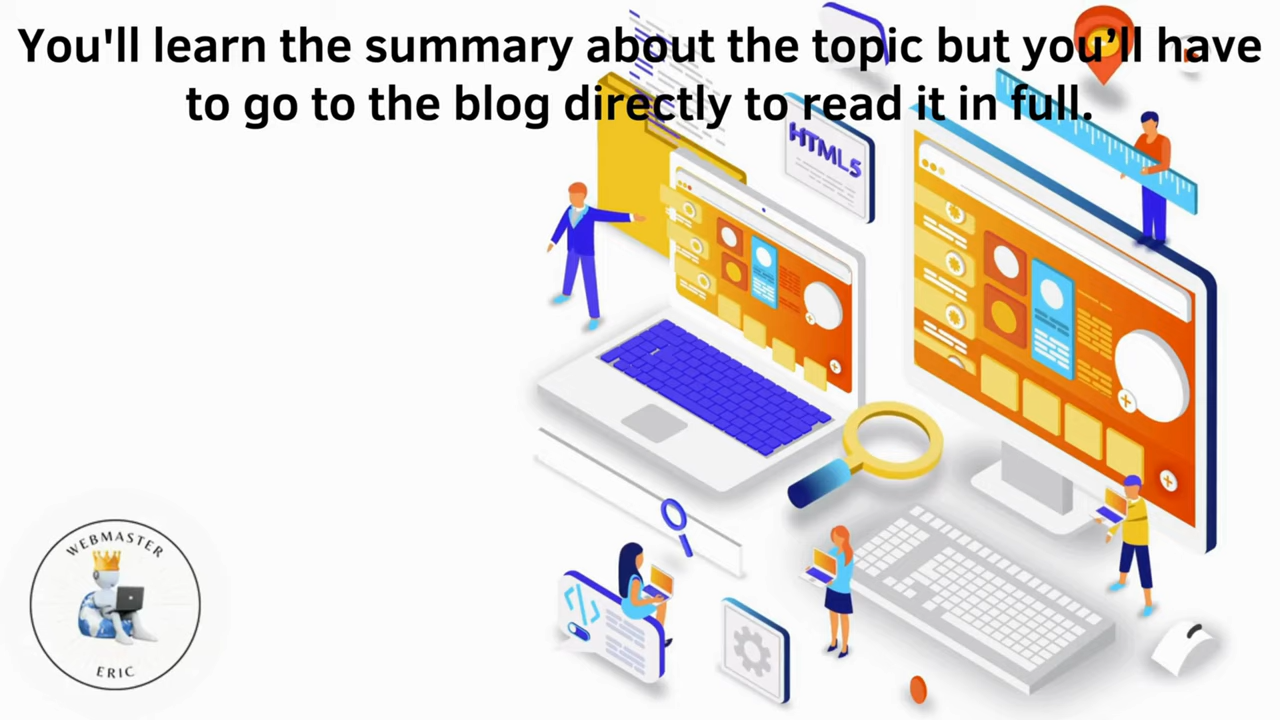 You'll learn the summary about the topic but you’ll have
to go to the blog directly to read it in full.
HTML5
</>
WEBMASTER
ERIC